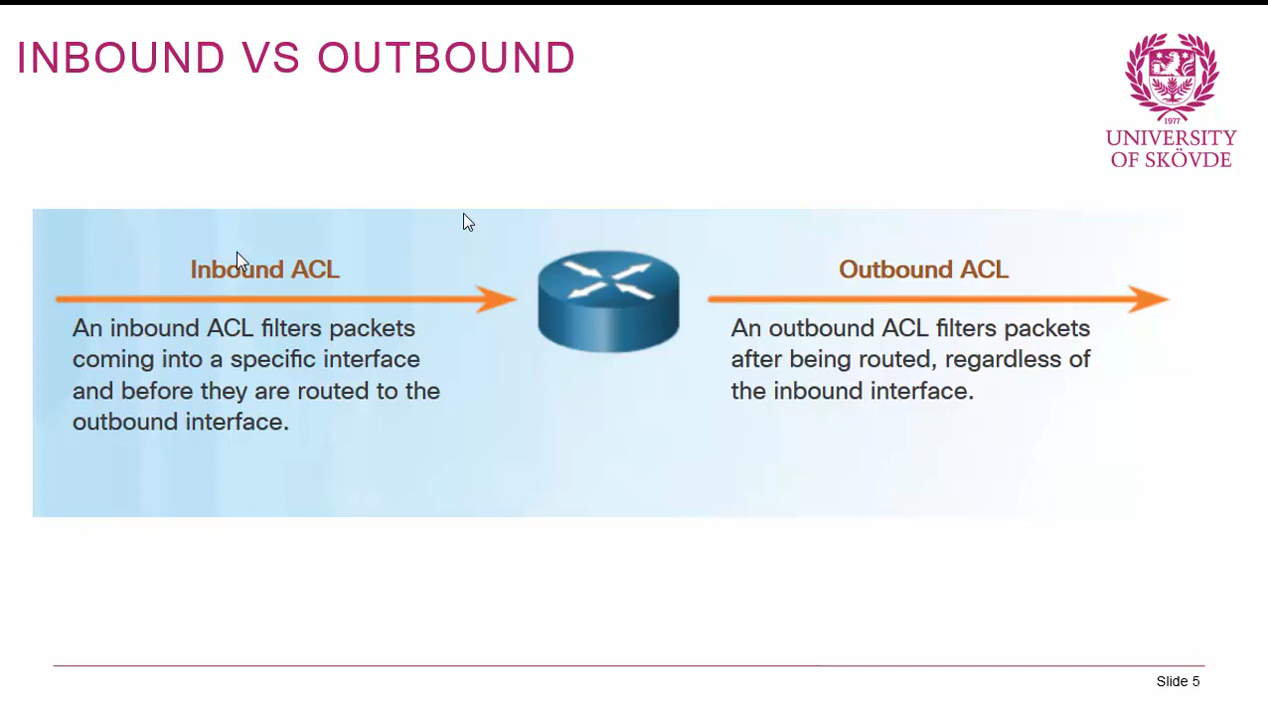 INBOUND VS OUTBOUND
1977
UNIVERSITY
OF SKÖVDE
Inbound ACL
An inbound ACL filters packets
coming into a specific interface
and before they are routed to the
outbound interface.
Outbound ACL
An outbound ACL filters packets
after being routed, regardless of
the inbound interface.
Slide 5